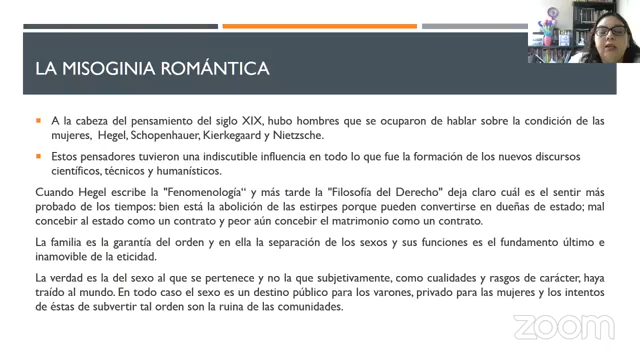 LA MISOGINIA ROMÁNTICA
A la cabeza del pensamiento del siglo XIX, hubo hombres que se ocuparon de hablar sobre la condición de las
mujeres, Hegel, Schopenhauer, Kierkegaard y Nietzsche.
Estos pensadores tuvieron una indiscutible influencia en todo lo que fue la formación de los nuevos discursos
científicos, técnicos y humanísticos.
Cuando Hegel escribe la "Fenomenología" y más tarde la "Filosofía del Derecho" deja claro cuál es el sentir más
probado de los tiempos: bien está la abolición de las estirpes porque pueden convertirse en dueñas de estado; mal
concebir al estado como un contrato y peor aún concebir el matrimonio como un contrato.
La familia es la garantía del orden y en ella la separación de los sexos y sus funciones es el fundamento último e
inamovible de la eticidad.
La verdad es la del sexo al que se pertenece y no la que subjetivamente, como cualidades y rasgos de carácter, haya
traído al mundo. En todo caso el sexo es un destino público para los varones, privado para las mujeres y los intentos
de éstas de subvertir tal orden son la ruina de las comunidades.
zoom